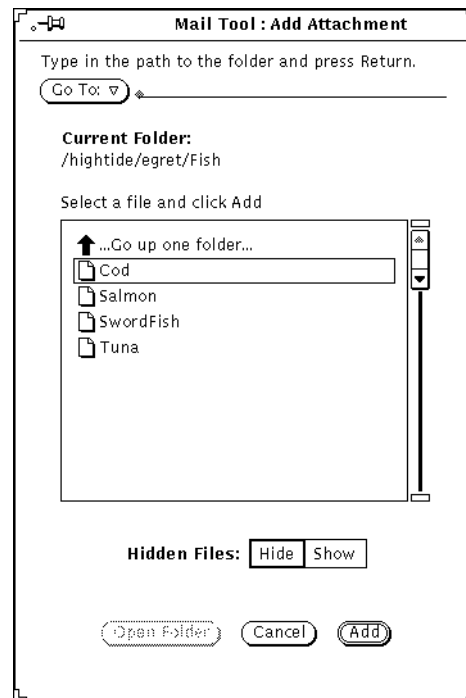 Mail Tool : Add Attachment
Type in the path to the folder and press Return.
Go To:
Current Folder:
/hightide/egret/Fish
Select a file and click Add
...Go up one folder...
Cod
Salmon
SwordFish
Tuna
Hidden Files: Hide Show
Open Folder Cancel Add